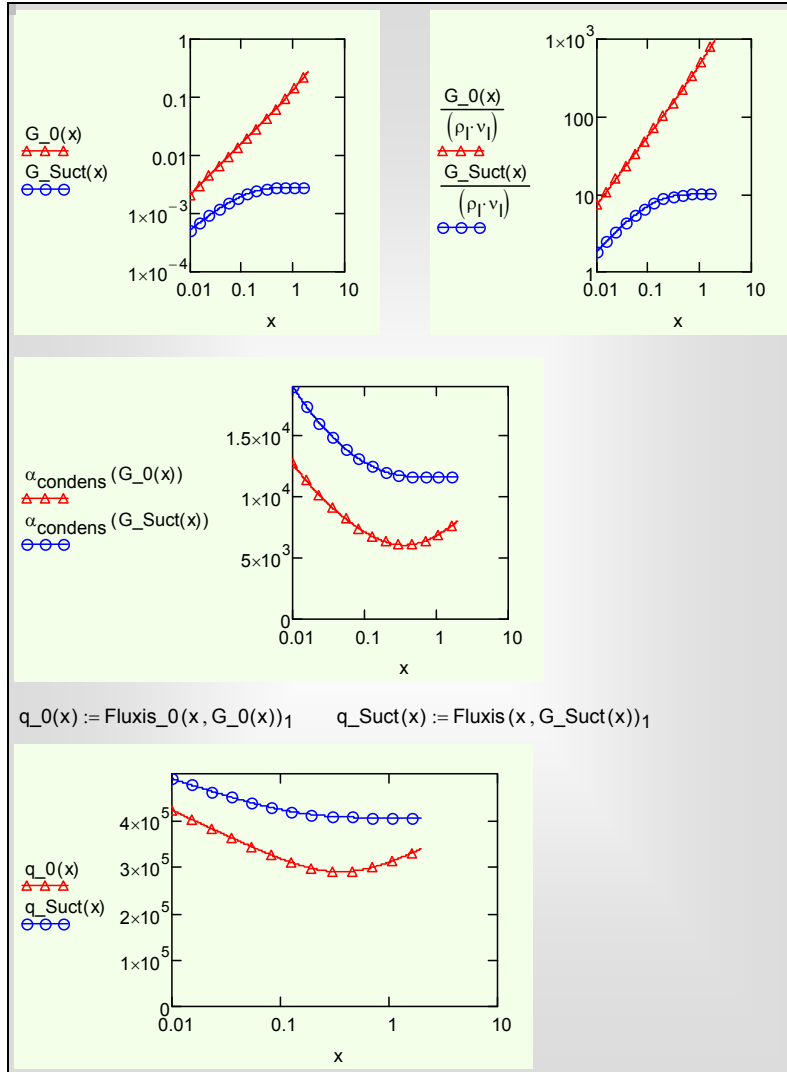 1
0.1
0.01
1×10⁻³
1×10⁻⁴
G_0(x)
G_Suct(x)
0.01 0.1 1 10
x
1×10³
100
10
1
G_0(x)
(ρl·νl)
G_Suct(x)
(ρl·νl)
0.01 0.1 1 10
x
1.5×10⁴
1×10⁴
5×10³
0
αcondens(G_0(x))
αcondens(G_Suct(x))
0.01 0.1 1 10
x
q_0(x) := Fluxis_0(x, G_0(x))1 q_Suct(x) := Fluxis(x, G_Suct(x))1
4×10⁵
3×10⁵
2×10⁵
1×10⁵
0
q_0(x)
q_Suct(x)
0.01 0.1 1 10
x